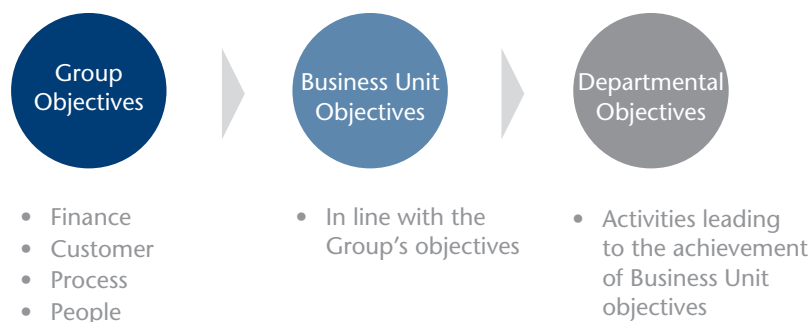 Group
Objectives
Business Unit
Objectives
Departmental
Objectives
• Finance
• Customer
• Process
• People
• In line with the
Group’s objectives
• Activities leading
to the achievement
of Business Unit
objectives